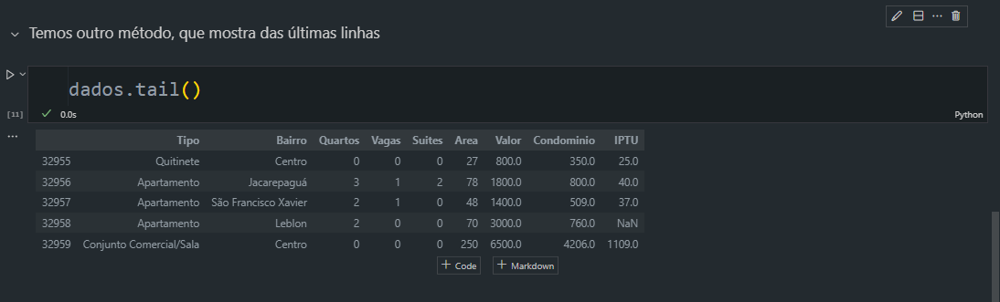 Temos outro método, que mostra das últimas linhas
dados.tail()
[11] 0.0s Python
Tipo Bairro Quartos Vagas Suites Area Valor Condominio IPTU
32955 Quitinete Centro 0 0 0 27 800.0 350.0 25.0
32956 Apartamento Jacarepaguá 3 1 2 78 1800.0 800.0 40.0
32957 Apartamento São Francisco Xavier 2 1 0 48 1400.0 509.0 37.0
32958 Apartamento Leblon 2 0 0 70 3000.0 760.0 NaN
32959 Conjunto Comercial/Sala Centro 0 0 0 250 6500.0 4206.0 1109.0
+ Code + Markdown